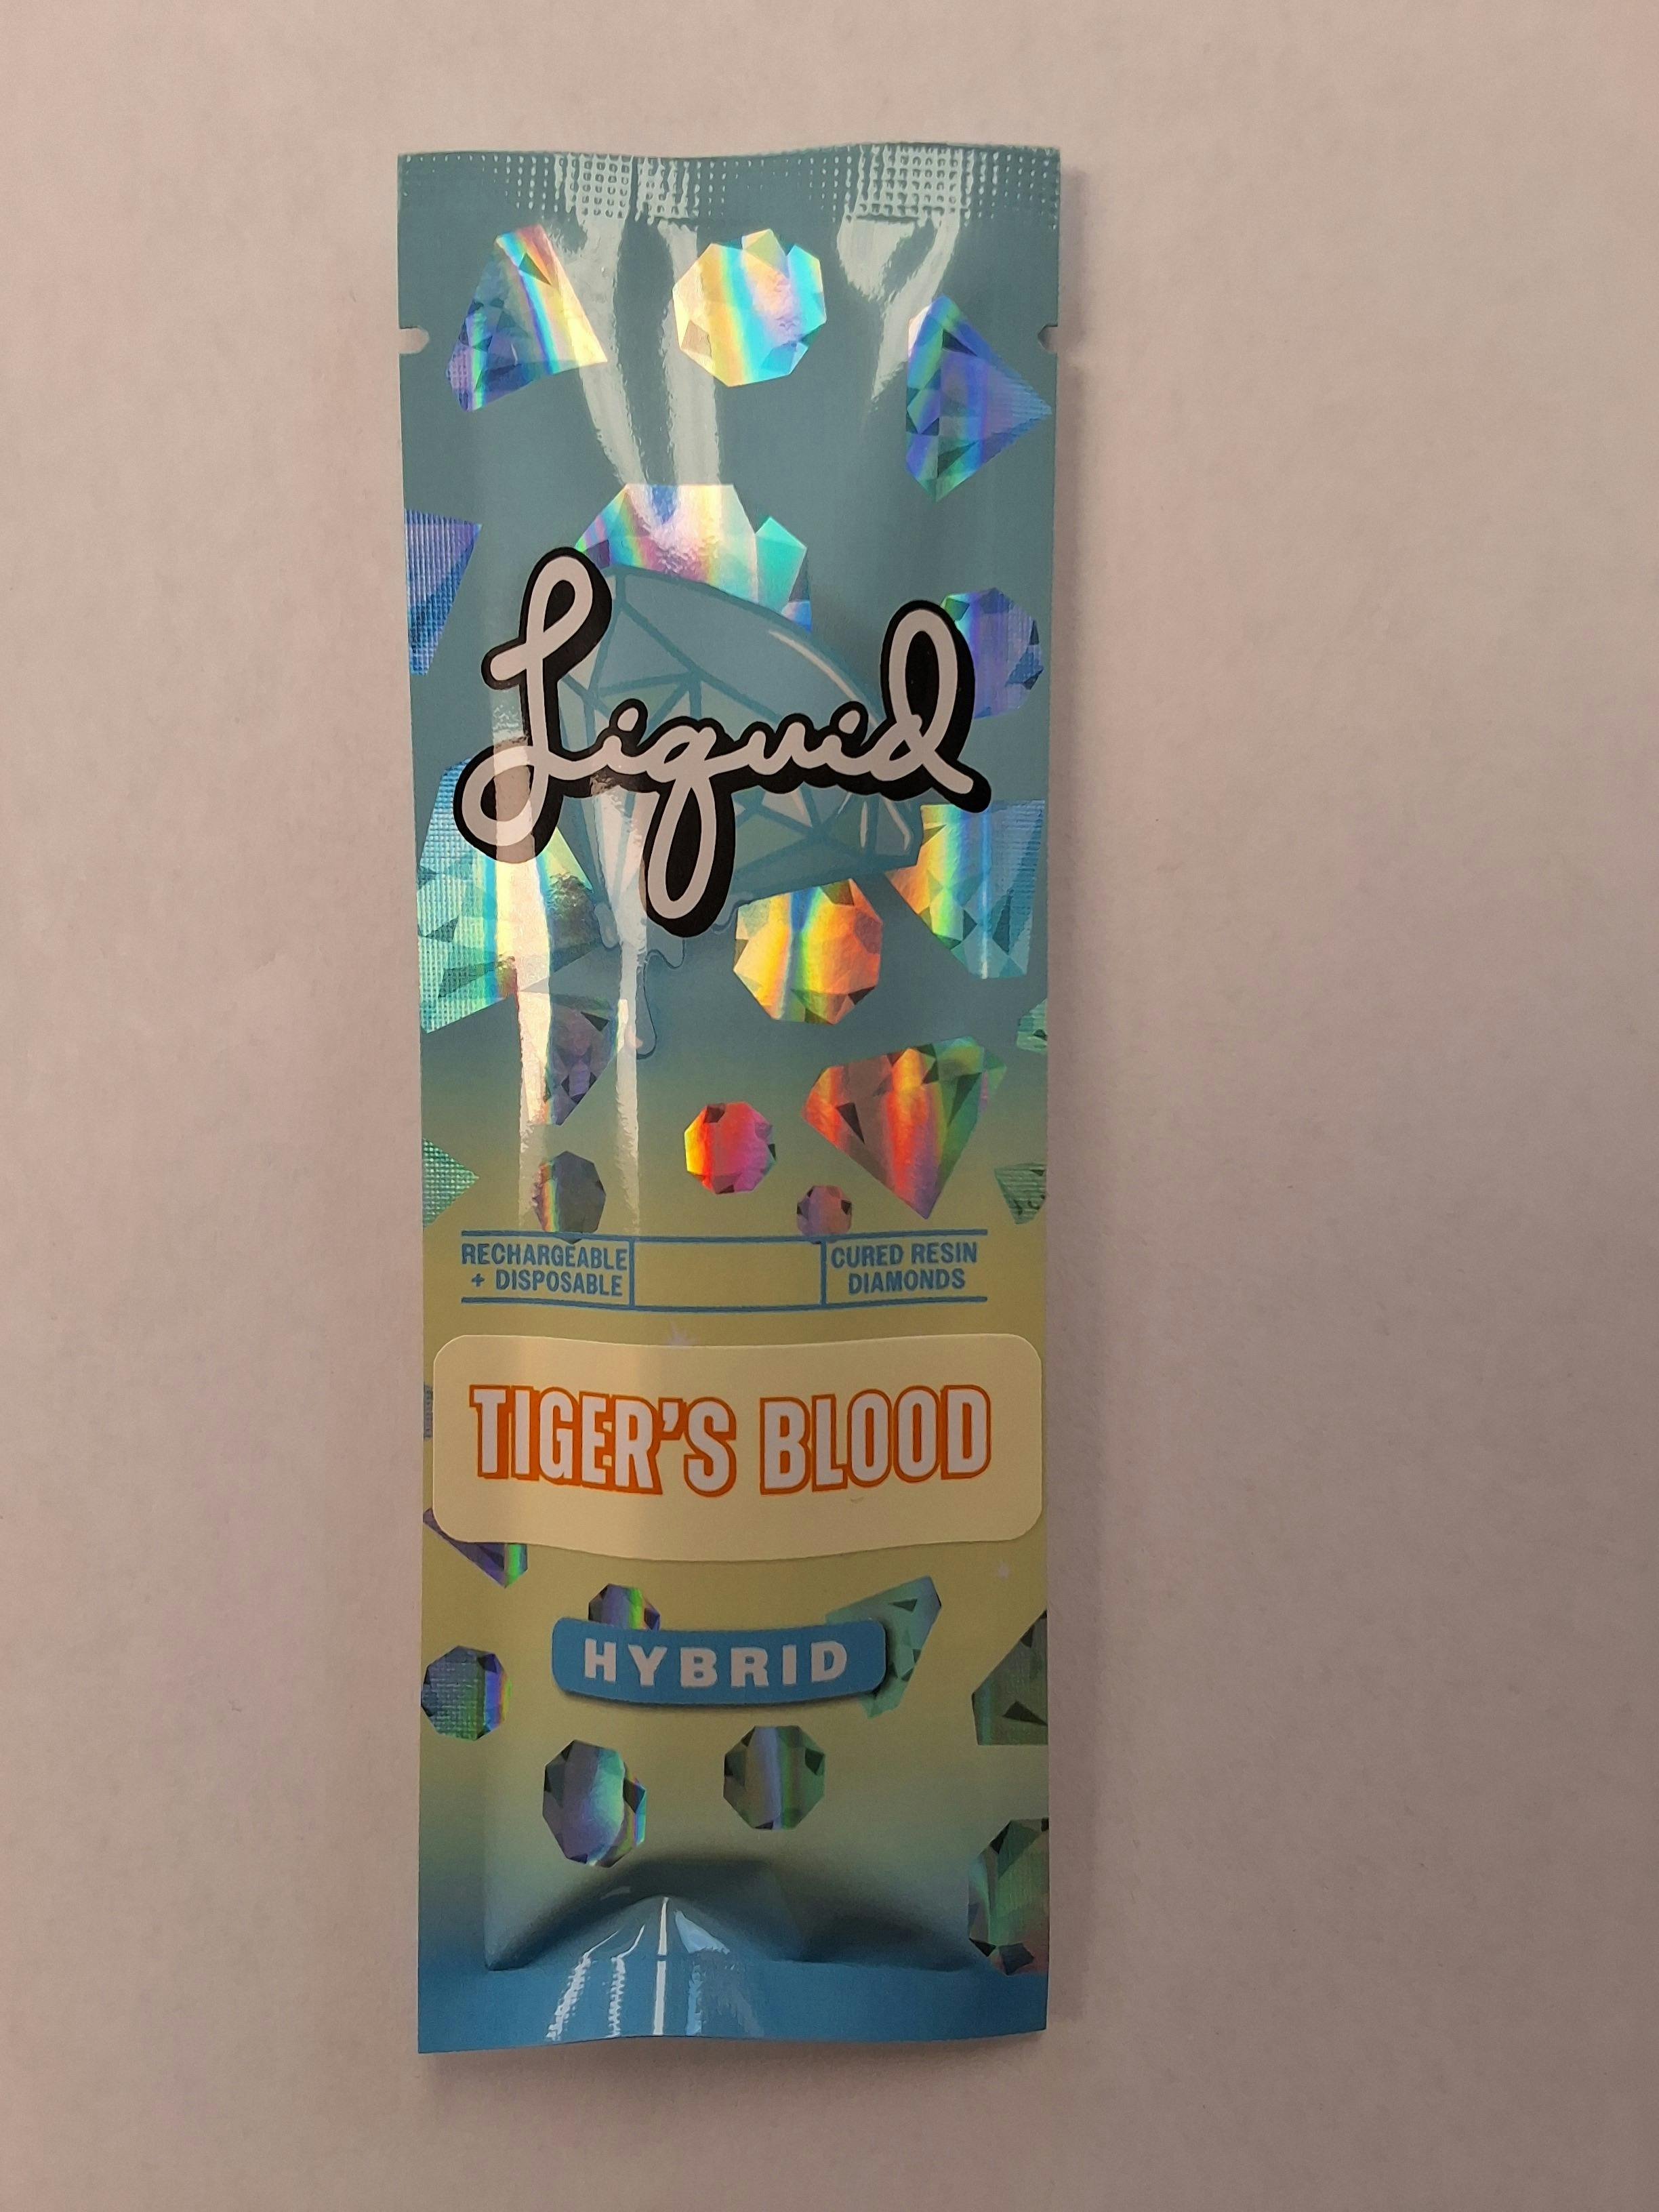 Liquid
RECHARGEABLE
+ DISPOSABLE
CURED RESIN
DIAMONDS
TIGER'S BLOOD
HYBRID